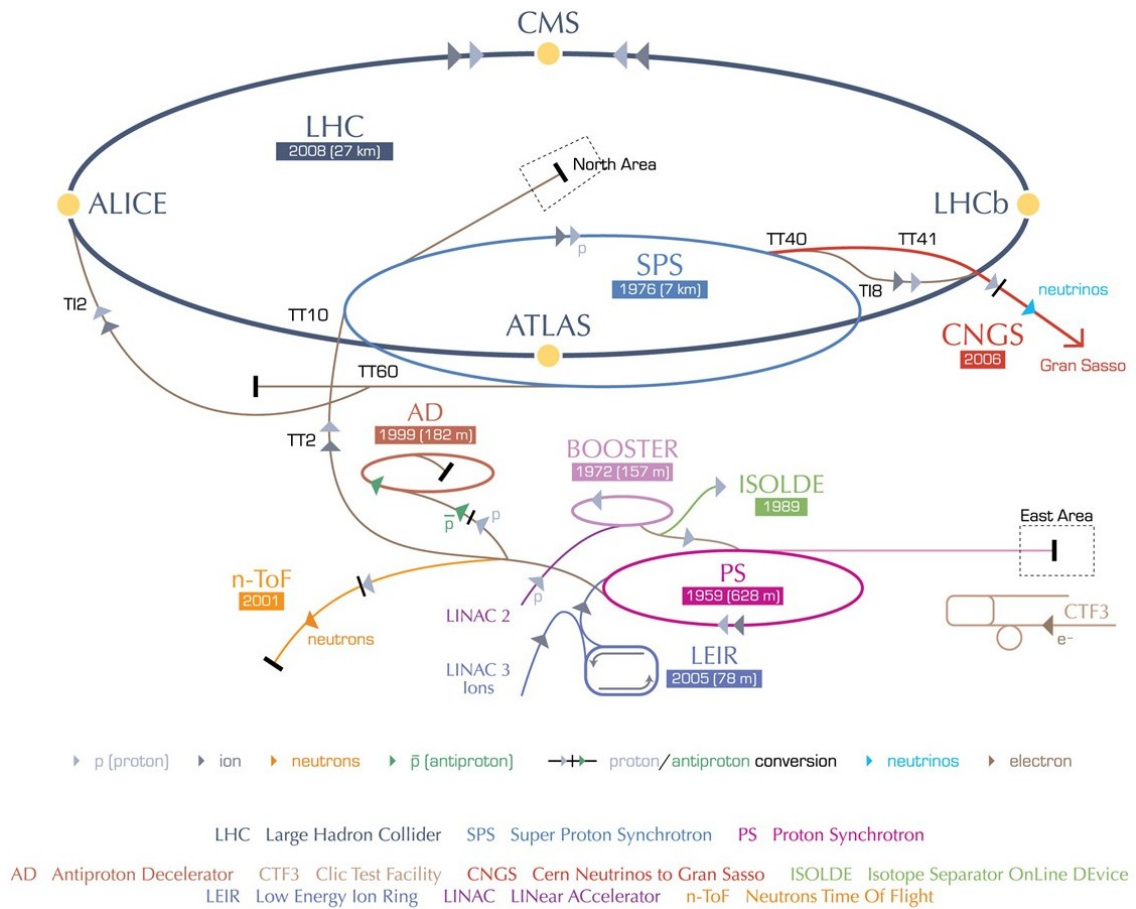 CMS
LHC
2008 (27 km)
North Area
ALICE
LHCb
p
TT40
TT41
SPS
1976 (7 km)
TI2
TI8
neutrinos
TT10
ATLAS
CNGS
2006
Gran Sasso
TT60
AD
1999 (182 m)
TT2
BOOSTER
1972 (157 m)
ISOLDE
1989
p̄
p
East Area
n-ToF
2001
PS
1959 (628 m)
p
LINAC 2
neutrons
CTF3
e-
LEIR
2005 (78 m)
LINAC 3
Ions
p (proton) ion neutrons p̄ (antiproton) proton/antiproton conversion neutrinos electron
LHC Large Hadron Collider SPS Super Proton Synchrotron PS Proton Synchrotron
AD Antiproton Decelerator CTF3 Clic Test Facility CNGS Cern Neutrinos to Gran Sasso ISOLDE Isotope Separator OnLine DEvice
LEIR Low Energy Ion Ring LINAC LINear ACcelerator n-ToF Neutrons Time Of Flight